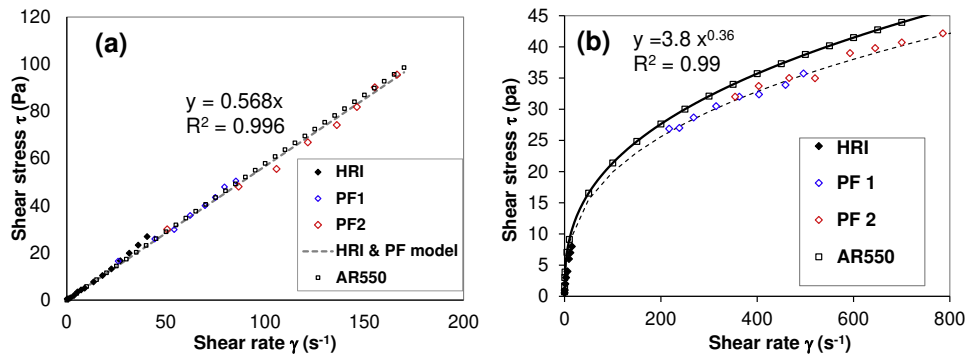 (a)
y = 0.568x
R² = 0.996
120
100
80
60
40
20
0
Shear stress τ (Pa)
0 50 100 150 200
Shear rate γ (s⁻¹)
HRI
PF1
PF2
HRI & PF model
AR550
(b)
y =3.8 x^0.36
R² = 0.99
45
40
35
30
25
20
15
10
5
0
Shear stress τ (pa)
0 200 400 600 800
Shear rate γ (s⁻¹)
HRI
PF 1
PF 2
AR550